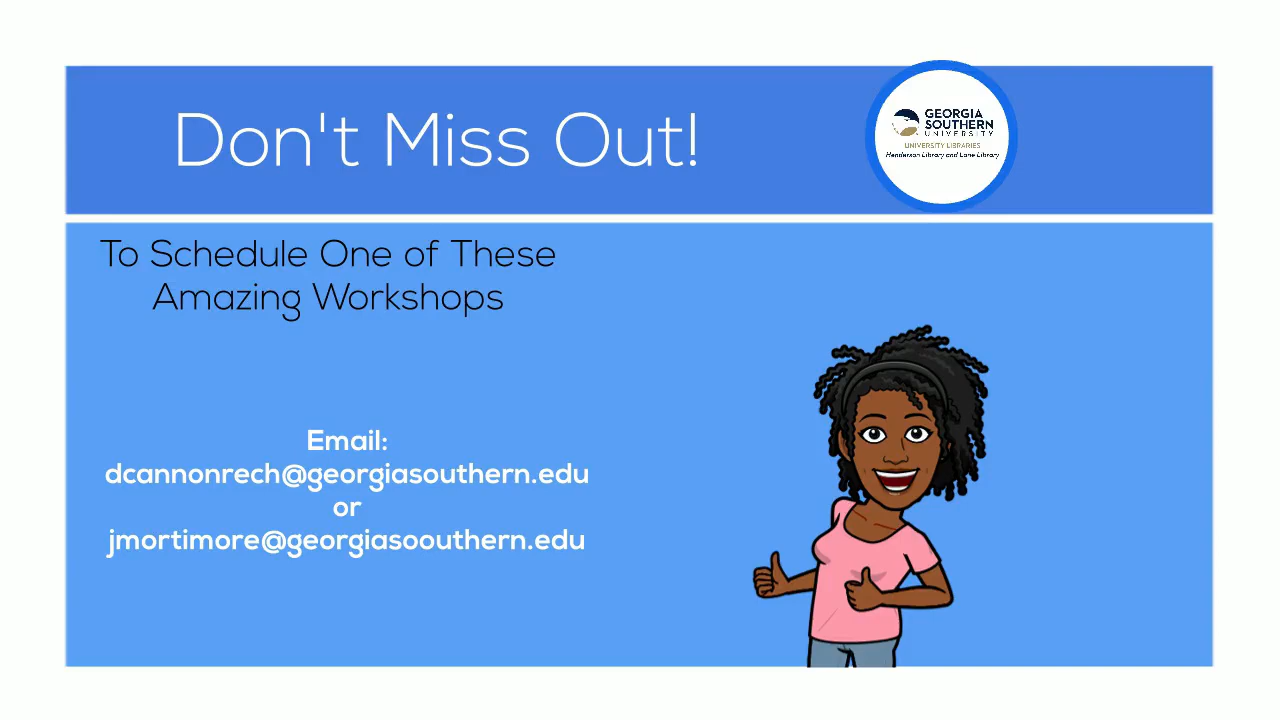 Don't Miss Out!
GEORGIA
SOUTHERN
UNIVERSITY
UNIVERSITY LIBRARIES
Henderson Library and Lane Library
To Schedule One of These
Amazing Workshops
Email:
dcannonrech@georgiasouthern.edu
or
jmortimore@georgiasoouthern.edu